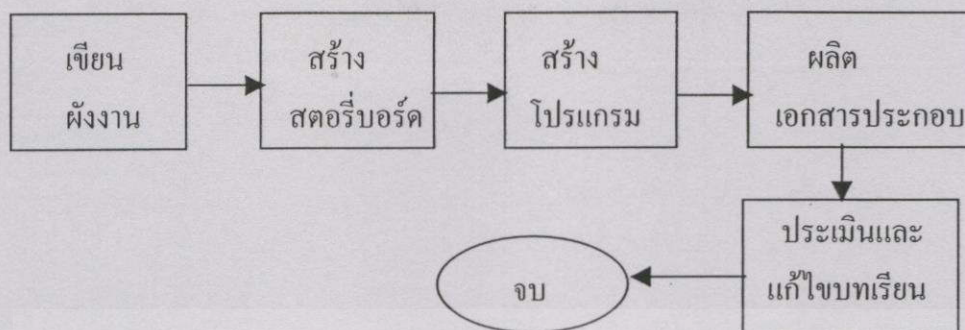 เขียน
ผังงาน
สร้าง
สตอรี่บอร์ด
สร้าง
โปรแกรม
ผลิต
เอกสารประกอบ
ประเมินและ
แก้ไขบทเรียน
จบ